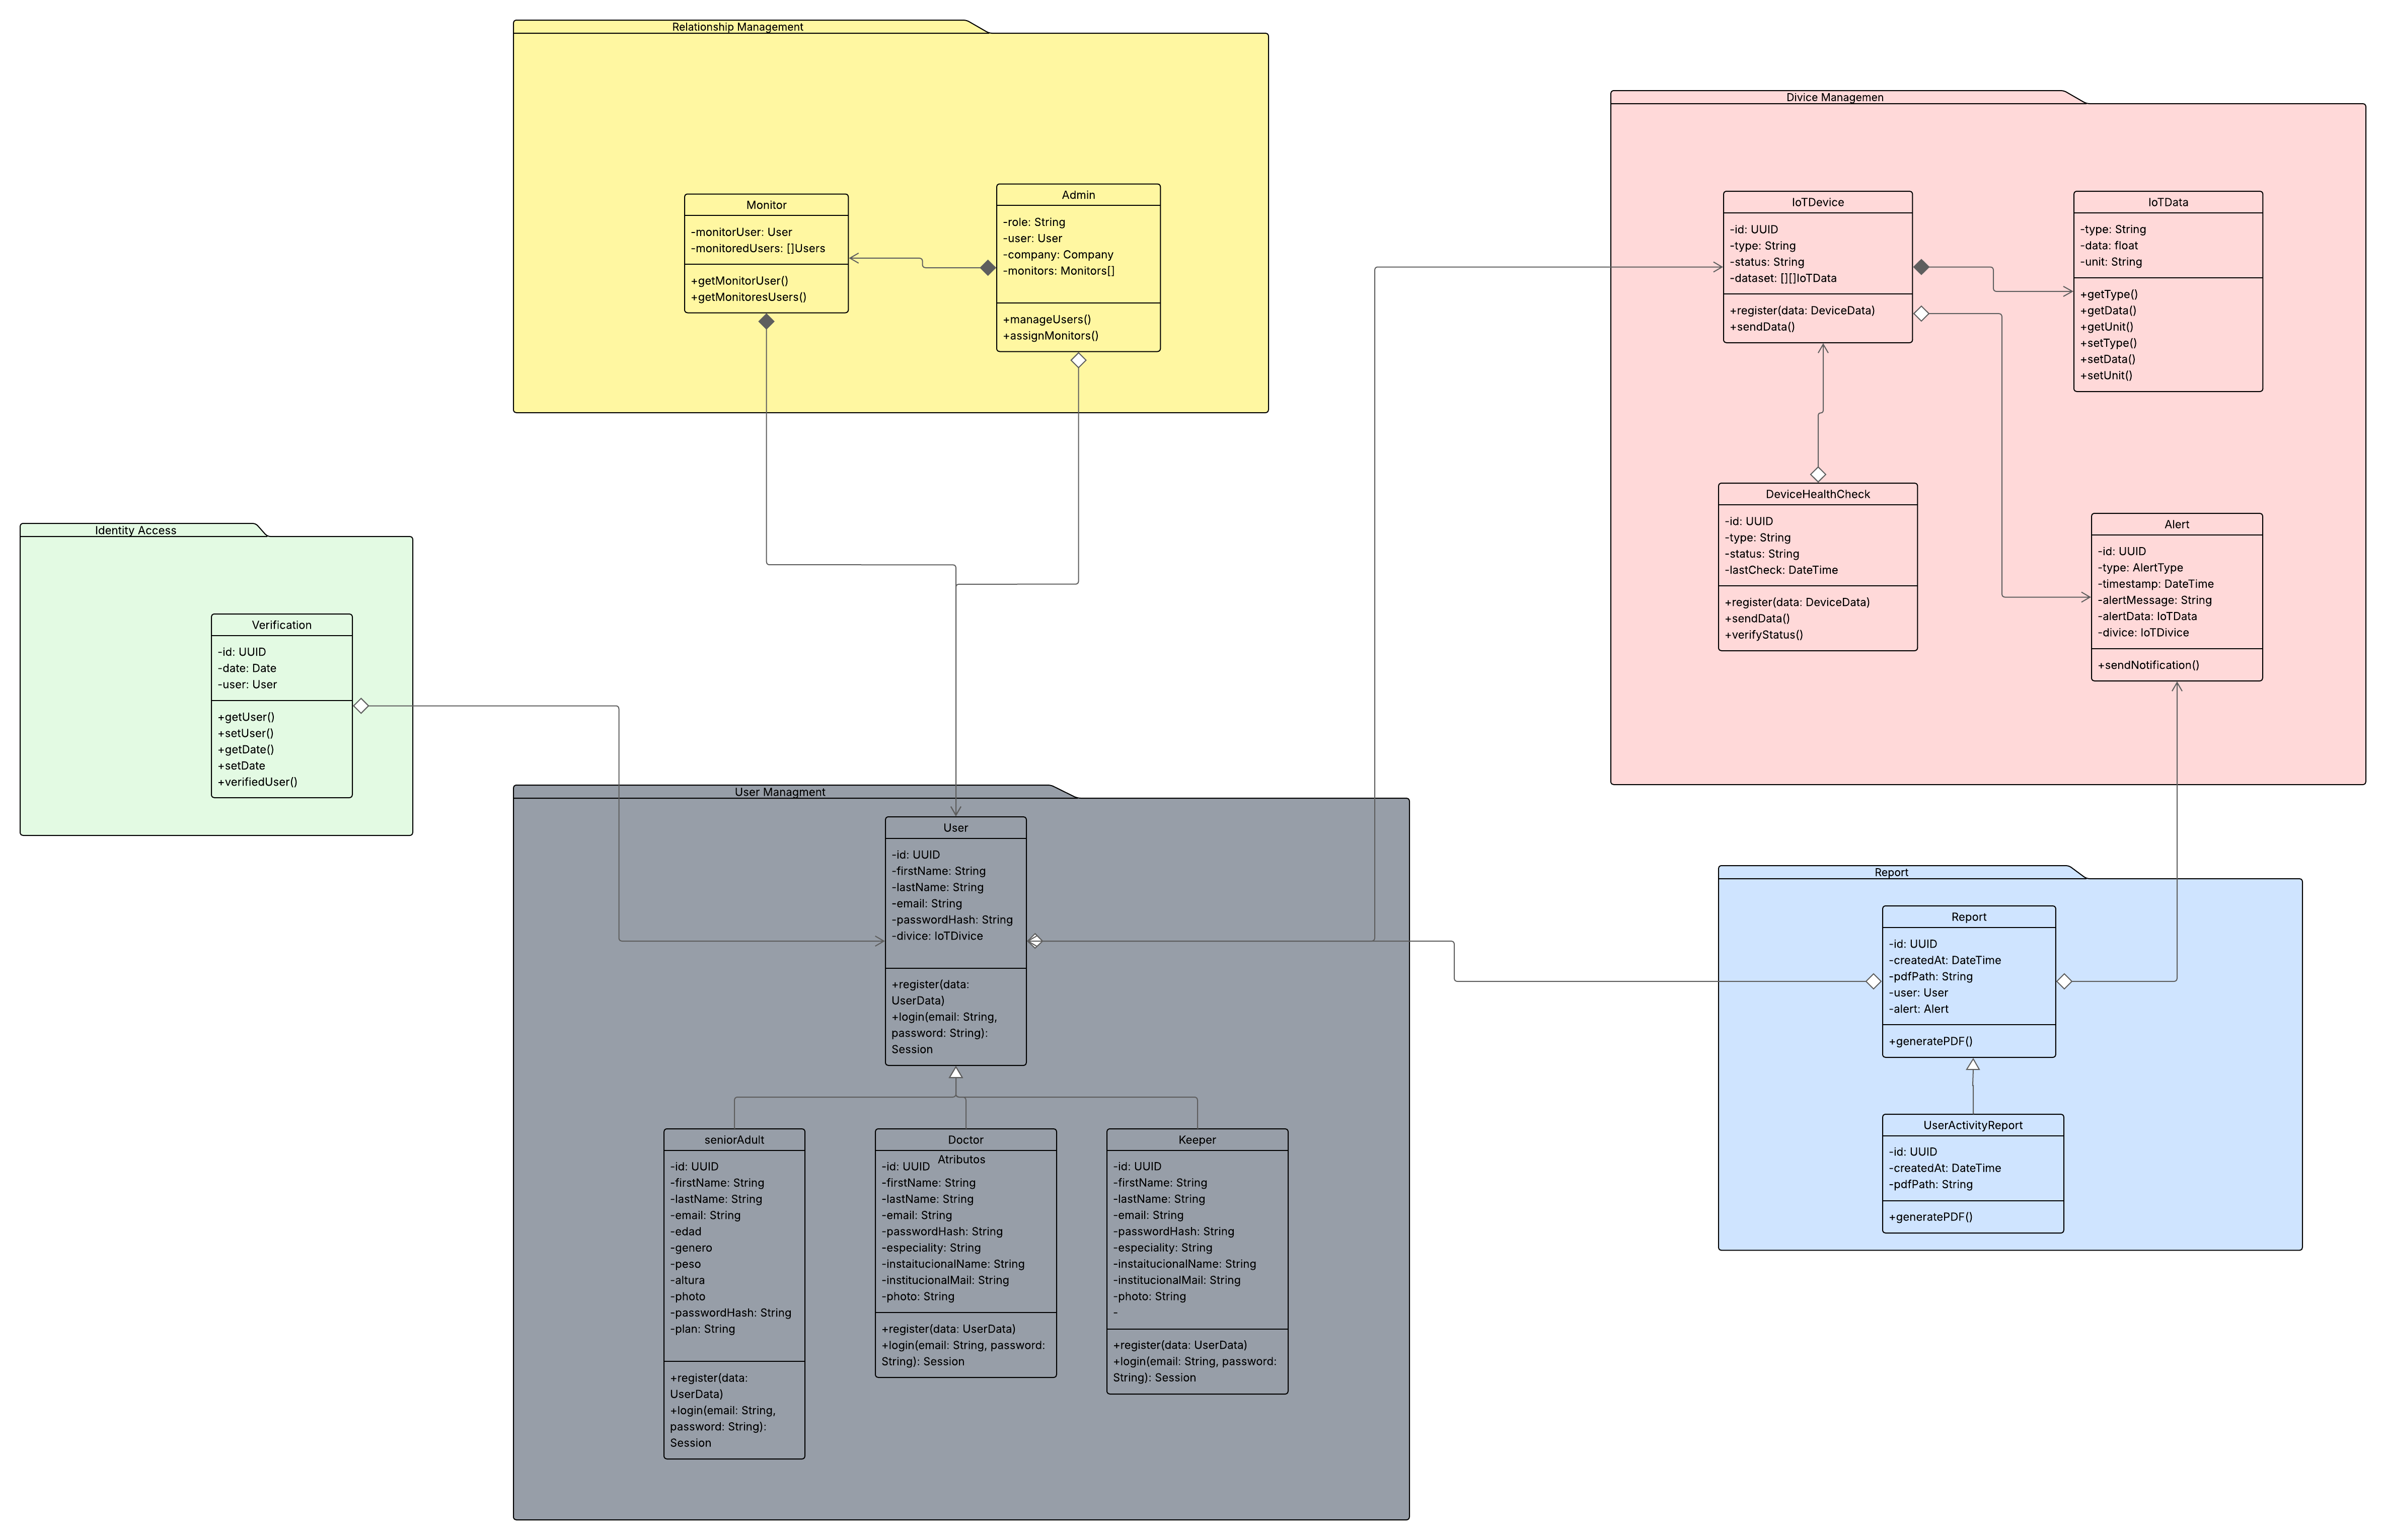 Relationship Management
Monitor
-monitorUser: User
-monitoredUsers: []Users
+getMonitorUser()
+getMonitoresUsers()
Admin
-role: String
-user: User
-company: Company
-monitors: Monitors[]
+manageUsers()
+assignMonitors()
Divice Managemen
IoTDevice
-id: UUID
-type: String
-status: String
-dataset: [][]IoTData
+register(data: DeviceData)
+sendData()
IoTData
-type: String
-data: float
-unit: String
+getType()
+getData()
+getUnit()
+setType()
+setData()
+setUnit()
DeviceHealthCheck
-id: UUID
-type: String
-status: String
-lastCheck: DateTime
+register(data: DeviceData)
+sendData()
+verifyStatus()
Alert
-id: UUID
-type: AlertType
-timestamp: DateTime
-alertMessage: String
-alertData: IoTData
-divice: IoTDivice
+sendNotification()
Identity Access
Verification
-id: UUID
-date: Date
-user: User
+getUser()
+setUser()
+getDate()
+setDate
+verifiedUser()
User Managment
User
-id: UUID
-firstName: String
-lastName: String
-email: String
-passwordHash: String
-divice: IoTDivice
+register(data:
UserData)
+login(email: String,
password: String):
Session
seniorAdult
-id: UUID
-firstName: String
-lastName: String
-email: String
-edad
-genero
-peso
-altura
-photo
-passwordHash: String
-plan: String
+register(data:
UserData)
+login(email: String,
password: String):
Session
Doctor
Atributos
-id: UUID
-firstName: String
-lastName: String
-email: String
-passwordHash: String
-especiality: String
-instaitucionalName: String
-institucionalMail: String
-photo: String
+register(data: UserData)
+login(email: String, password:
String): Session
Keeper
-id: UUID
-firstName: String
-lastName: String
-email: String
-passwordHash: String
-especiality: String
-instaitucionalName: String
-institucionalMail: String
-photo: String
-
+register(data: UserData)
+login(email: String, password:
String): Session
Report
Report
-id: UUID
-createdAt: DateTime
-pdfPath: String
-user: User
-alert: Alert
+generatePDF()
UserActivityReport
-id: UUID
-createdAt: DateTime
-pdfPath: String
+generatePDF()